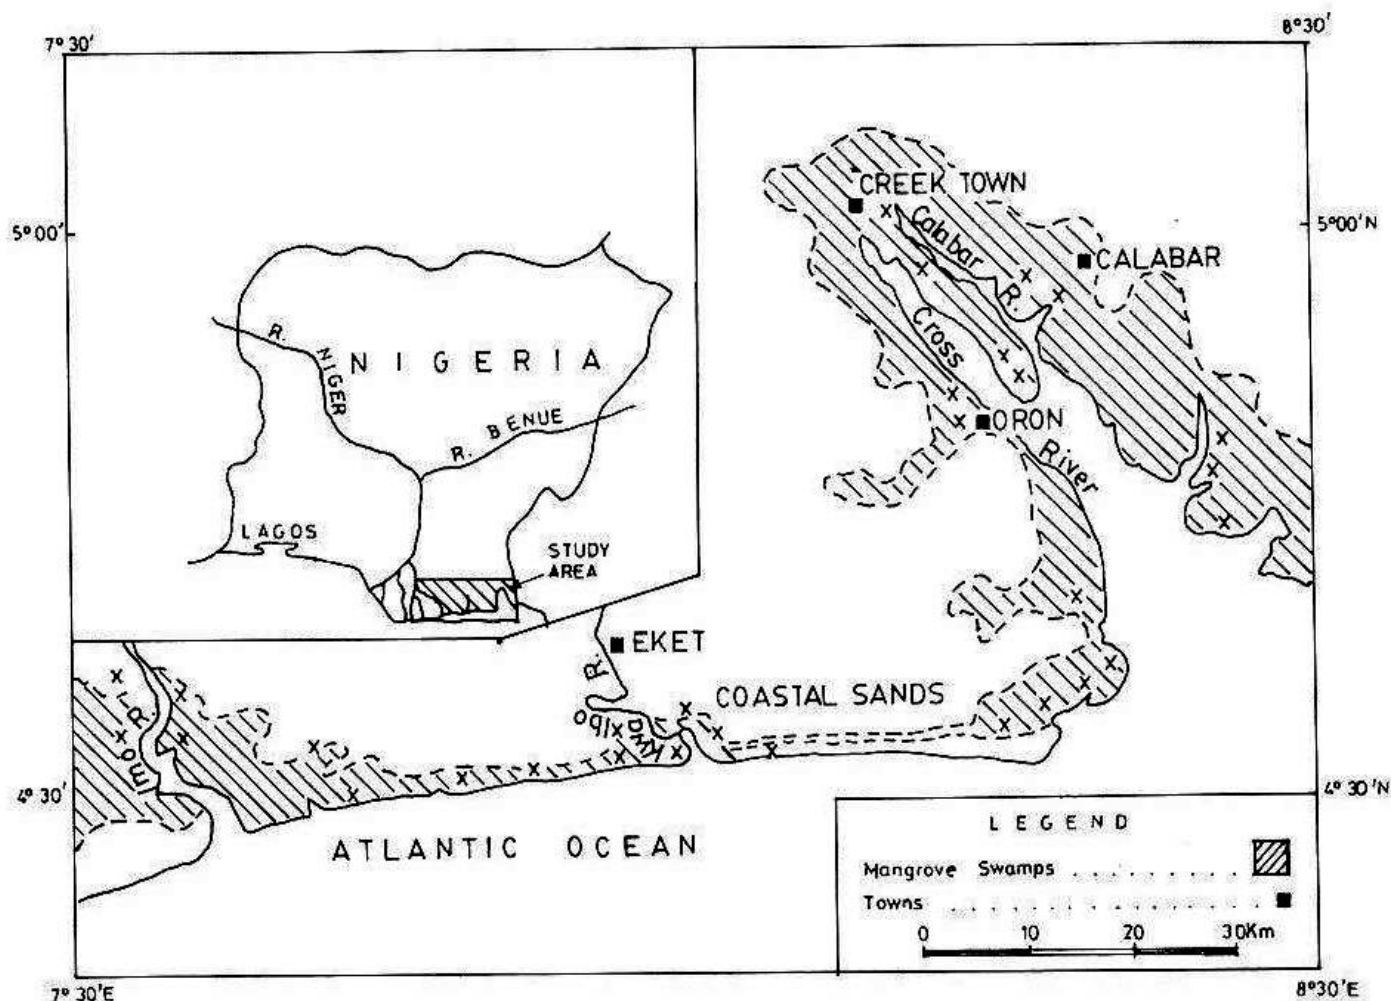 7°30'
8°30'
5°00'
5°00'N
CREEK TOWN
Calabar R.
CALABAR
Cross River
ORON
NIGERIA
R. NIGER
R. BENUE
LAGOS
STUDY
AREA
EKET
COASTAL SANDS
Kwa Ibo R.
Imo R.
4°30'
4°30'N
ATLANTIC OCEAN
LEGEND
Mangrove Swamps
Towns
0 10 20 30Km
7°30'E
8°30'E